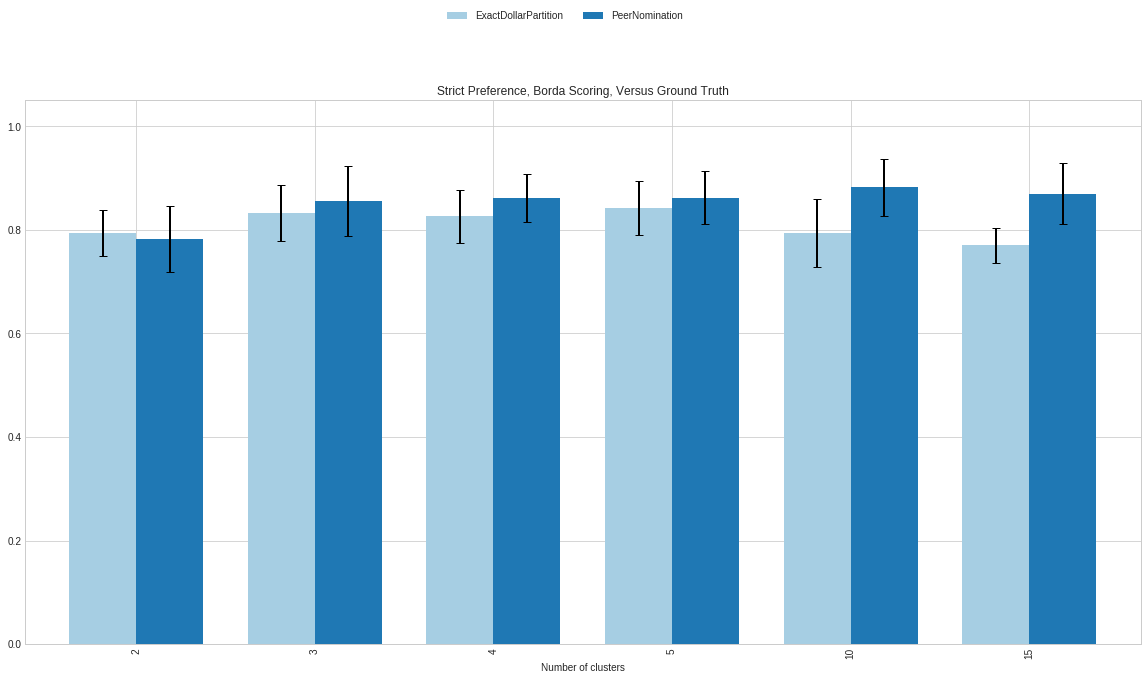 ExactDollarPartition PeerNomination
Strict Preference, Borda Scoring, Versus Ground Truth
1.0
0.8
0.6
0.4
0.2
0.0
2 3 4 5 10 15
Number of clusters